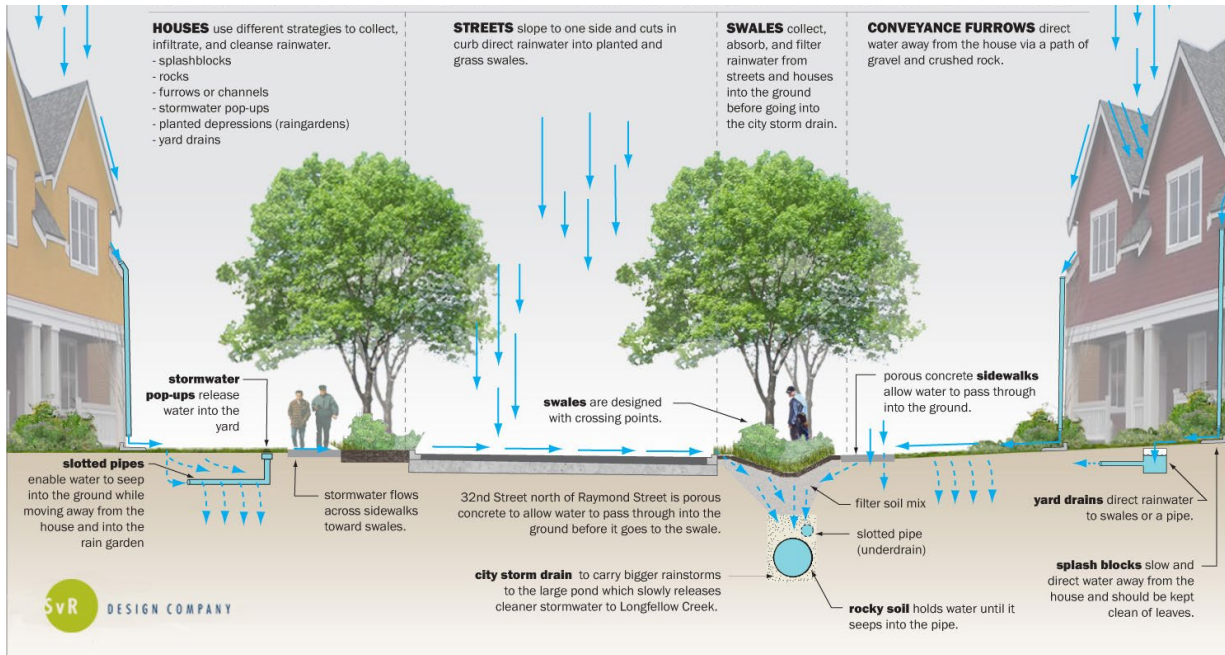 HOUSES use different strategies to collect,
infiltrate, and cleanse rainwater.
- splashblocks
- rocks
- furrows or channels
- stormwater pop-ups
- planted depressions (raingardens)
- yard drains
STREETS slope to one side and cuts in
curb direct rainwater into planted and
grass swales.
SWALES collect,
absorb, and filter
rainwater from
streets and houses
into the ground
before going into
the city storm drain.
CONVEYANCE FURROWS direct
water away from the house via a path of
gravel and crushed rock.
stormwater
pop-ups release
water into the
yard
swales are designed
with crossing points.
porous concrete sidewalks
allow water to pass through
into the ground.
slotted pipes
enable water to seep
into the ground while
moving away from the
house and into the
rain garden
stormwater flows
across sidewalks
toward swales.
32nd Street north of Raymond Street is porous
concrete to allow water to pass through into the
ground before it goes to the swale.
filter soil mix
slotted pipe
(underdrain)
yard drains direct rainwater
to swales or a pipe.
city storm drain to carry bigger rainstorms
to the large pond which slowly releases
cleaner stormwater to Longfellow Creek.
rocky soil holds water until it
seeps into the pipe.
splash blocks slow and
direct water away from the
house and should be kept
clean of leaves.
SvR DESIGN COMPANY